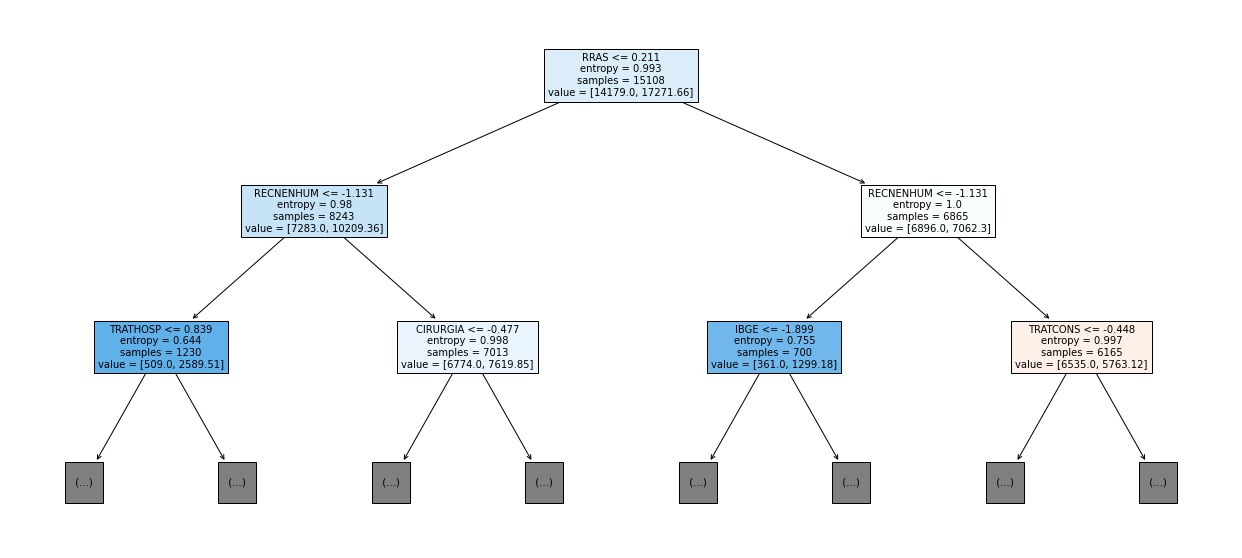 RRAS <= 0.211
entropy = 0.993
samples = 15108
value = [14179.0, 17271.66]
RECNENHUM <= -1.131
entropy = 0.98
samples = 8243
value = [7283.0, 10209.36]
RECNENHUM <= -1.131
entropy = 1.0
samples = 6865
value = [6896.0, 7062.3]
TRATHOSP <= 0.839
entropy = 0.644
samples = 1230
value = [509.0, 2589.51]
CIRURGIA <= -0.477
entropy = 0.998
samples = 7013
value = [6774.0, 7619.85]
IBGE <= -1.899
entropy = 0.755
samples = 700
value = [361.0, 1299.18]
TRATCONS <= -0.448
entropy = 0.997
samples = 6165
value = [6535.0, 5763.12]
(...)
(...)
(...)
(...)
(...)
(...)
(...)
(...)